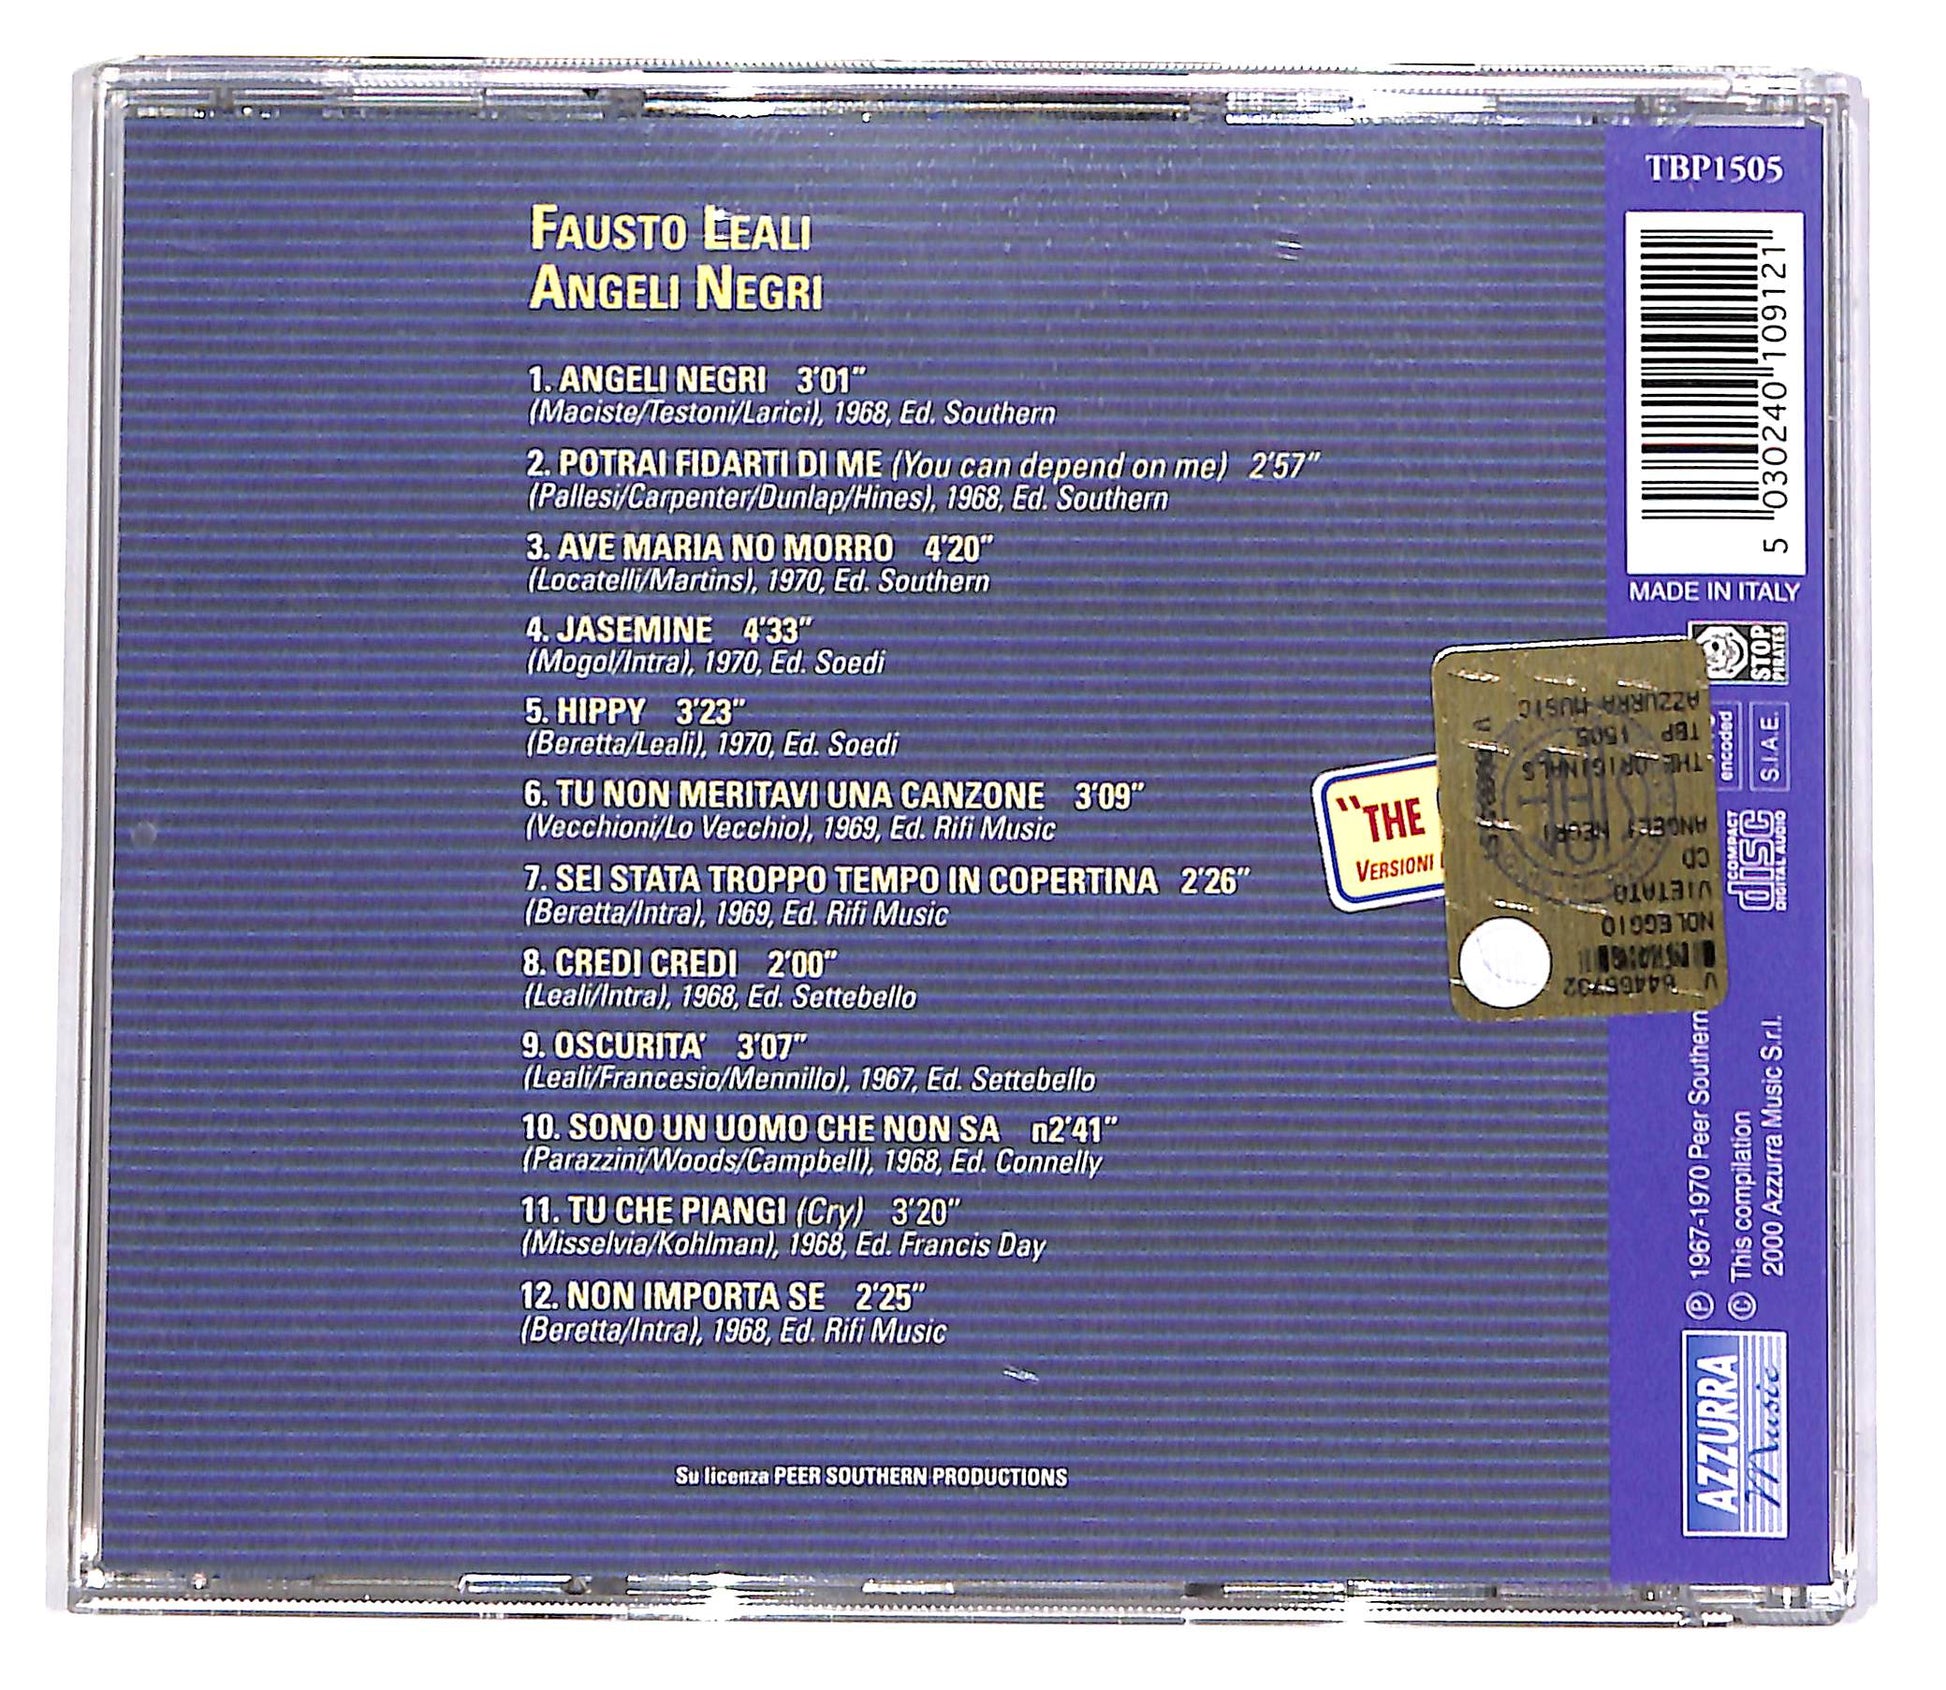 FAUSTO LEALI
ANGELI NEGRI
1. ANGELI NEGRI 3'01"
(Maciste/Testoni/Larici), 1968, Ed. Southern
2. POTRAI FIDARTI DI ME (You can depend on me) 2'57"
(Pallesi/Carpenter/Dunlap/Hines), 1968, Ed. Southern
3. AVE MARIA NO MORRO 4'20"
(Locatelli/Martins), 1970, Ed. Southern
4. JASEMINE 4'33"
(Mogol/Intra), 1970, Ed. Soedi
5. HIPPY 3'23"
(Beretta/Leali), 1970, Ed. Soedi
6. TU NON MERITAVI UNA CANZONE 3'09"
(Vecchioni/Lo Vecchio), 1969, Ed. Rifi Music
7. SEI STATA TROPPO TEMPO IN COPERTINA 2'26"
(Beretta/Intra), 1969, Ed. Rifi Music
8. CREDI CREDI 2'00"
(Leali/Intra), 1968, Ed. Settebello
9. OSCURITA' 3'07"
(Leali/Francesio/Mennillo), 1967, Ed. Settebello
10. SONO UN UOMO CHE NON SA n2'41"
(Parazzini/Woods/Campbell), 1968, Ed. Connelly
11. TU CHE PIANGI (Cry) 3'20"
(Misselvia/Kohlman), 1968, Ed. Francis Day
12. NON IMPORTA SE 2'25"
(Beretta/Intra), 1968, Ed. Rifi Music
Su licenza PEER SOUTHERN PRODUCTIONS
"THE
VERSIONI
TBP1505
5 030240 109121
MADE IN ITALY
STOP
PIRATES
encoded
S.I.A.E.
COMPACT
disc
DIGITAL AUDIO
V 64466792
NOLEGGIO
VIETATO
CD
ANGELI NEGRI
THE ORIGINALS
TBP 1505
AZZURRA MUSIC
℗ 1967-1970 Peer Southern
© This compilation
2000 Azzurra Music S.r.l.
AZZURRA
Music